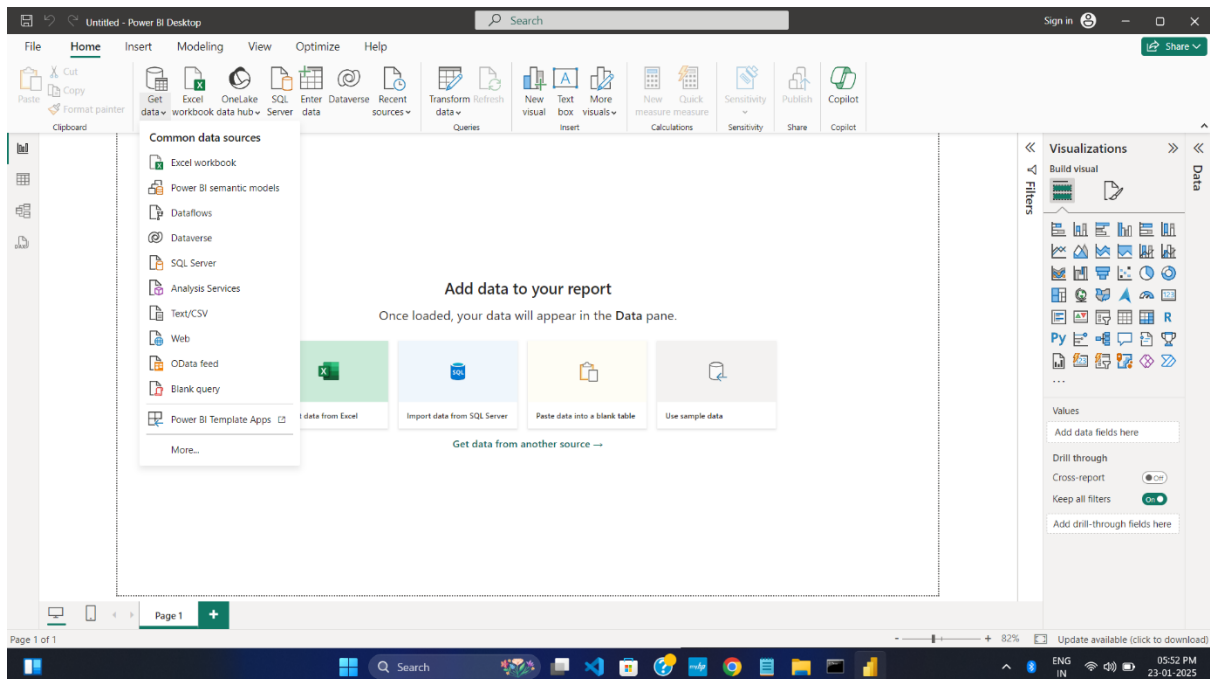 Untitled - Power BI Desktop
Search
Sign in
File Home Insert Modeling View Optimize Help
Share
Paste
Cut
Copy
Format painter
Clipboard
Get data
Excel workbook
OneLake data hub
SQL Server
Enter data
Dataverse
Recent sources
Transform data
Refresh
Queries
New visual
Text box
More visuals
Insert
New measure
Quick measure
Calculations
Sensitivity
Sensitivity
Publish
Share
Copilot
Copilot
Common data sources
Excel workbook
Power BI semantic models
Dataflows
Dataverse
SQL Server
Analysis Services
Text/CSV
Web
OData feed
Blank query
Power BI Template Apps
More...
Add data to your report
Once loaded, your data will appear in the Data pane.
SQL
t data from Excel
Import data from SQL Server
Paste data into a blank table
Use sample data
Get data from another source →
Filters
Visualizations
Build visual
123
R
Py
...
Values
Add data fields here
Drill through
Cross-report
Off
Keep all filters
On
Add drill-through fields here
Data
Page 1
+
Page 1 of 1
- + 82%
Update available (click to download)
Search
ENG
IN
05:52 PM
23-01-2025